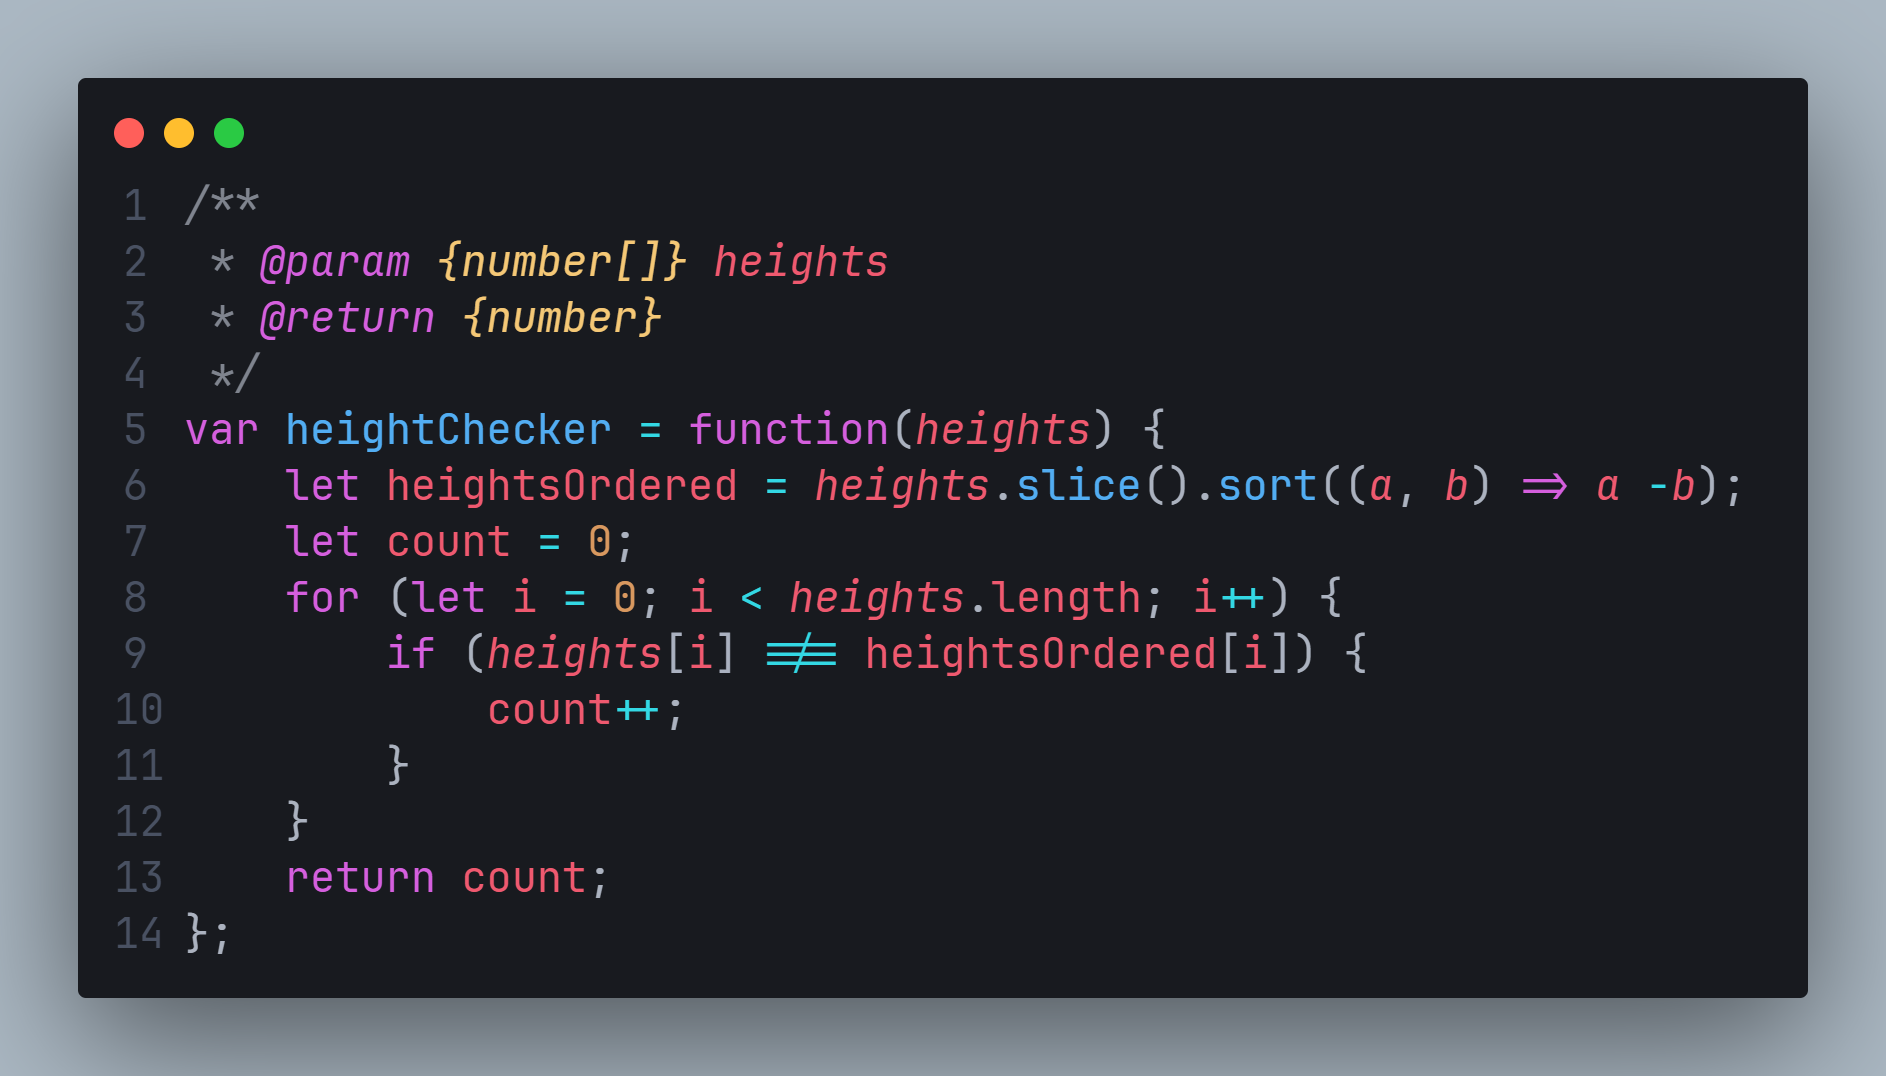 1 /**
2  * @param {number[]} heights
3  * @return {number}
4  */
5 var heightChecker = function(heights) {
6     let heightsOrdered = heights.slice().sort((a, b) => a -b);
7     let count = 0;
8     for (let i = 0; i < heights.length; i++) {
9         if (heights[i] !== heightsOrdered[i]) {
10             count++;
11         }
12     }
13     return count;
14 };